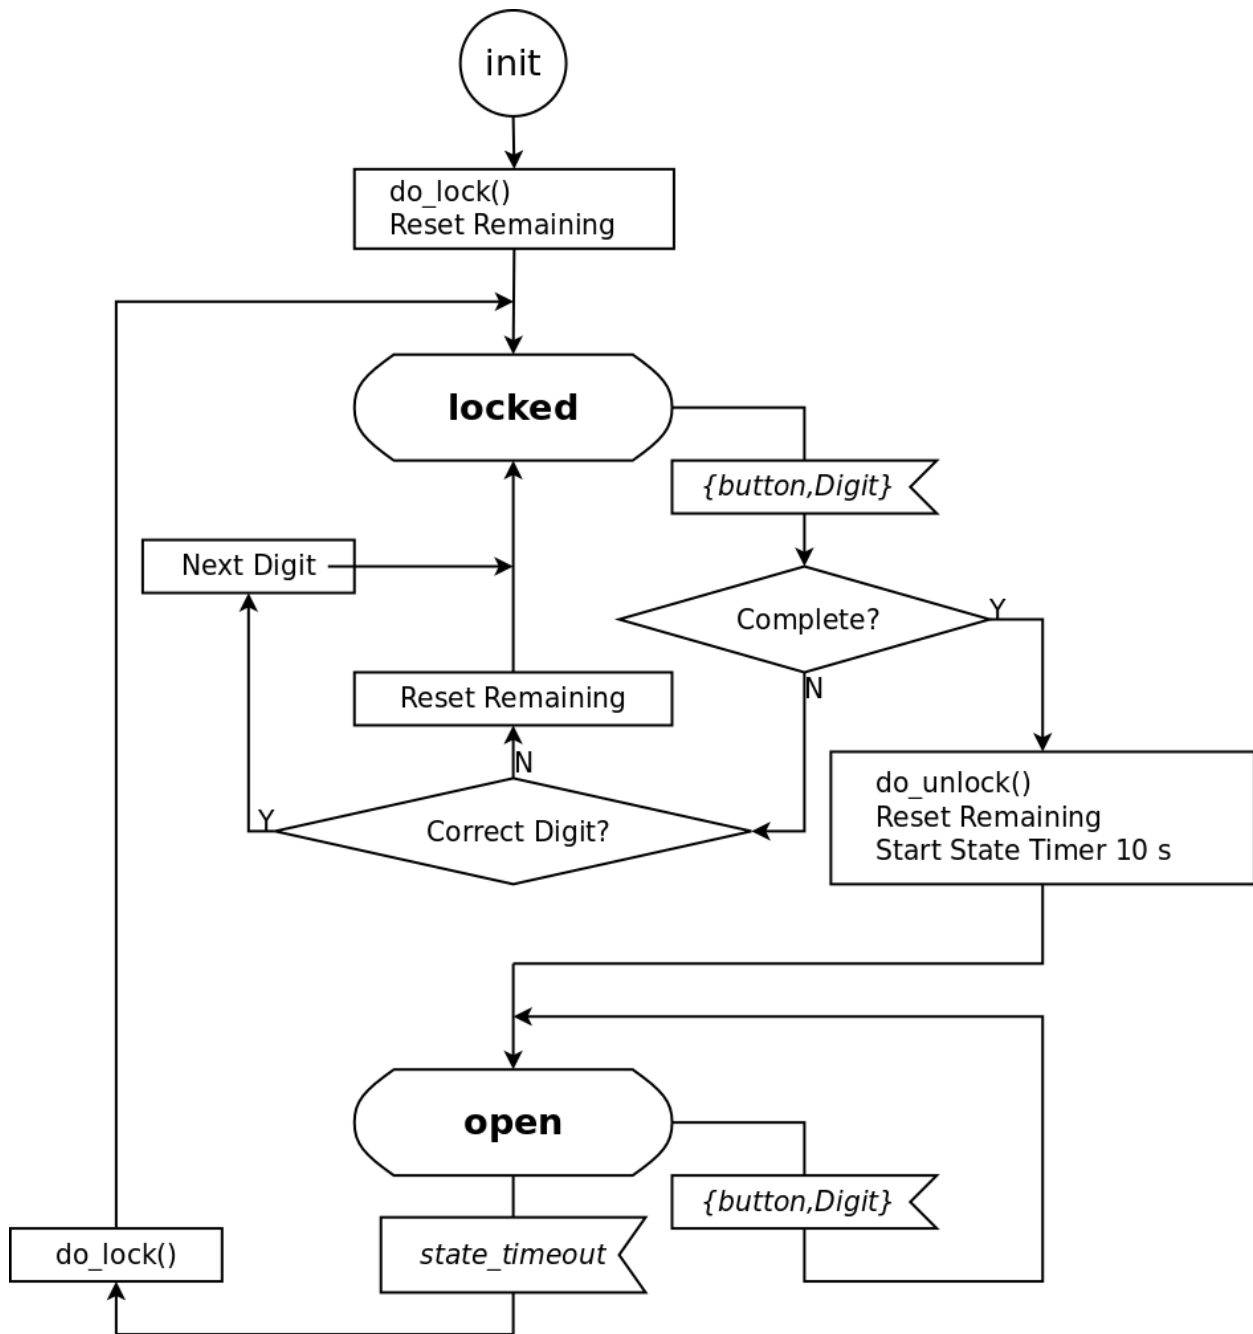 init
do_lock()
Reset Remaining
locked
{button,Digit}
Next Digit
Complete?
Y
N
Reset Remaining
N
Y
Correct Digit?
do_unlock()
Reset Remaining
Start State Timer 10 s
open
{button,Digit}
state_timeout
do_lock()